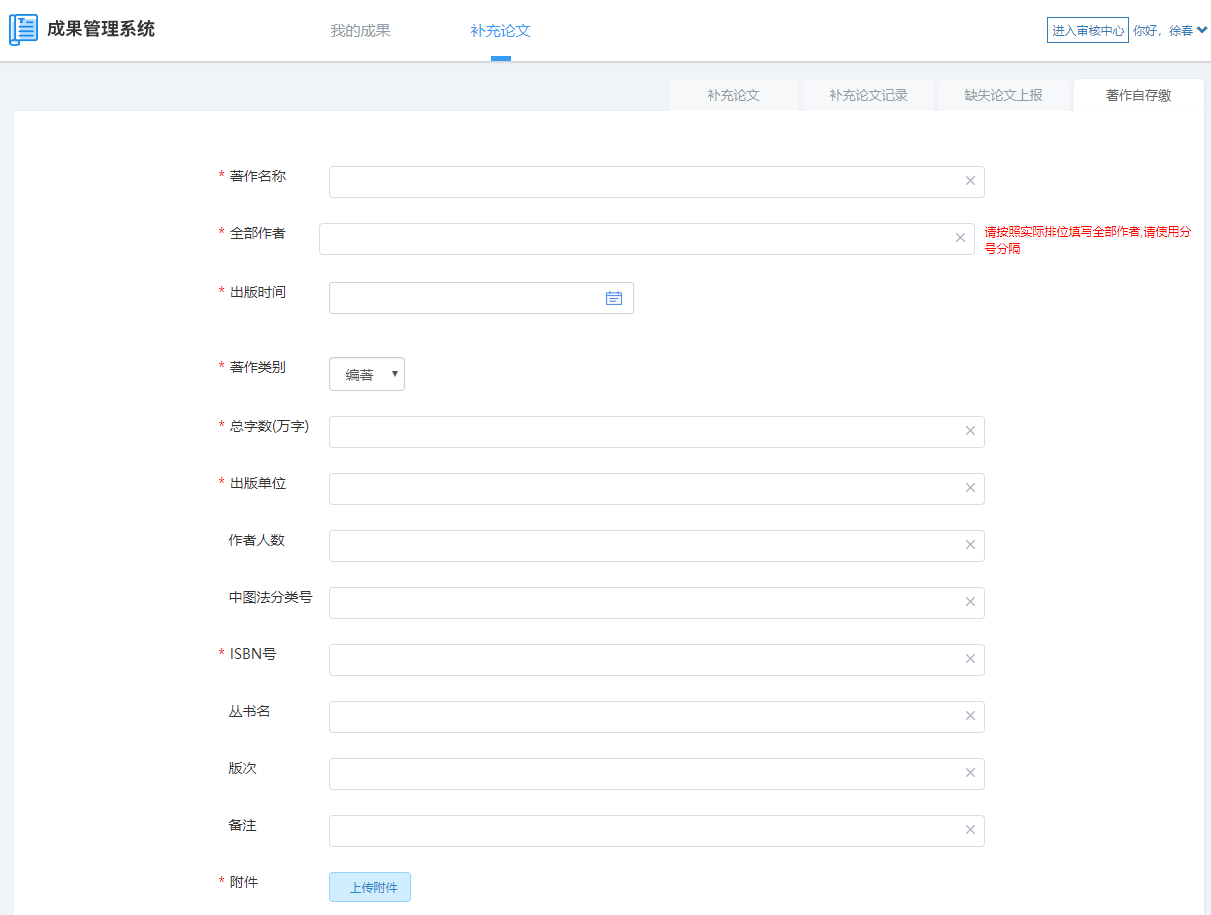 成果管理系统
我的成果
补充论文
进入审核中心
你好，徐春
补充论文
补充论文记录
缺失论文上报
著作自存缴
* 著作名称
* 全部作者
请按照实际排位填写全部作者,请使用分
号分隔
* 出版时间
* 著作类别
编著
* 总字数(万字)
* 出版单位
作者人数
中图法分类号
* ISBN号
丛书名
版次
备注
* 附件
上传附件